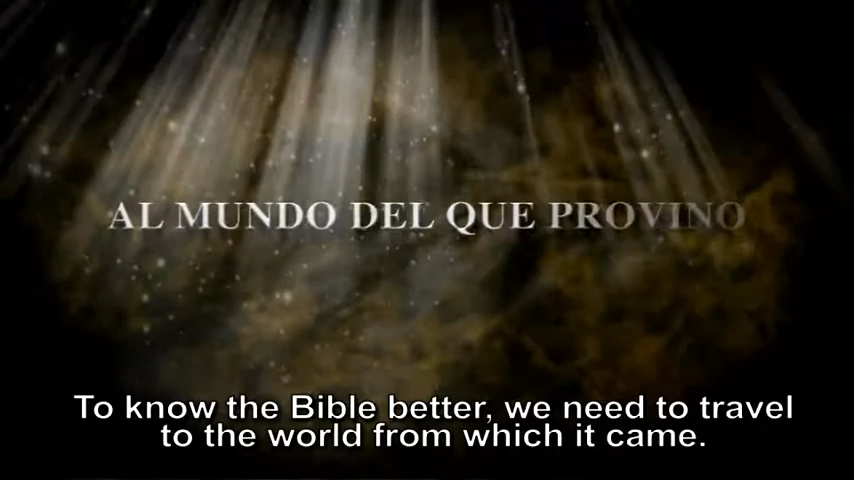 AL MUNDO DEL QUE PROVINO
To know the Bible better, we need to travel
to the world from which it came.